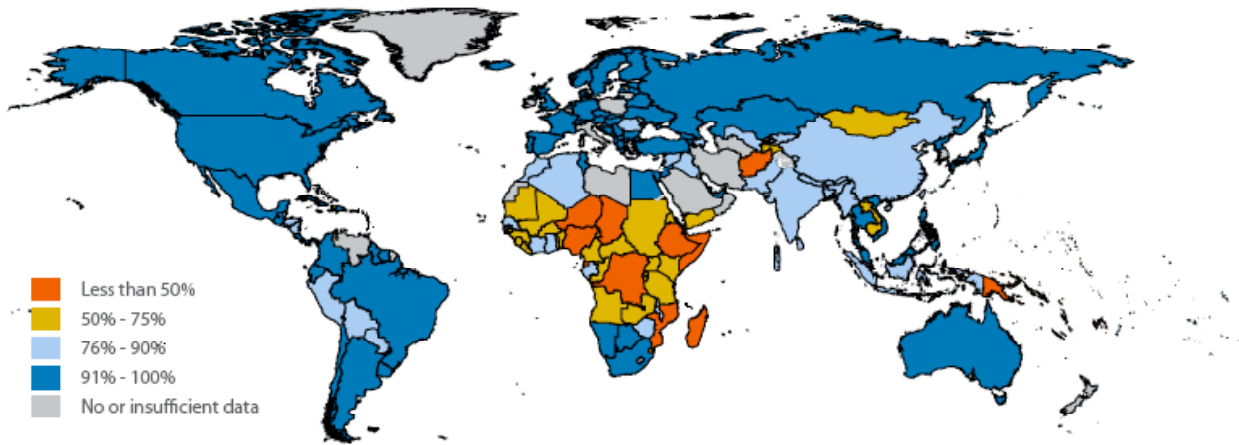 Less than 50%
50% - 75%
76% - 90%
91% - 100%
No or insufficient data